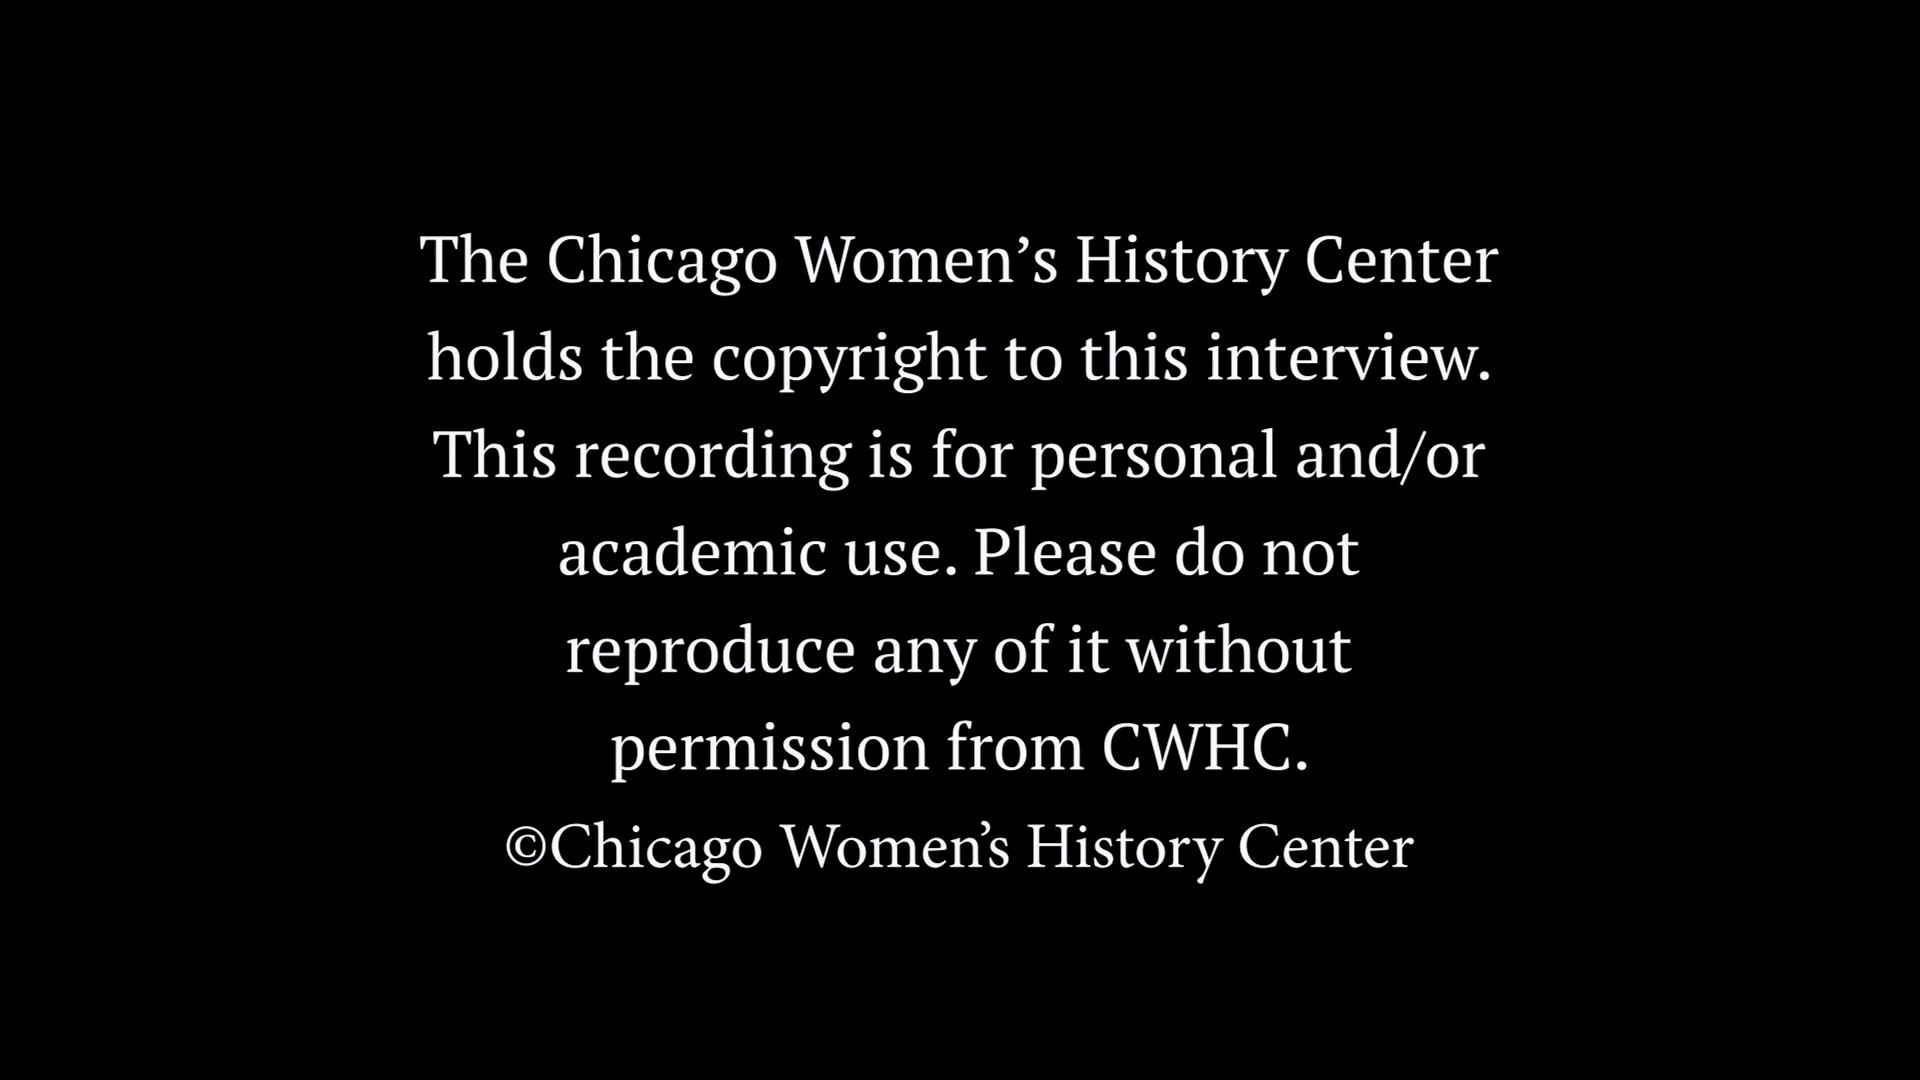 The Chicago Women’s History Center
holds the copyright to this interview.
This recording is for personal and/or
academic use. Please do not
reproduce any of it without
permission from CWHC.
©Chicago Women’s History Center